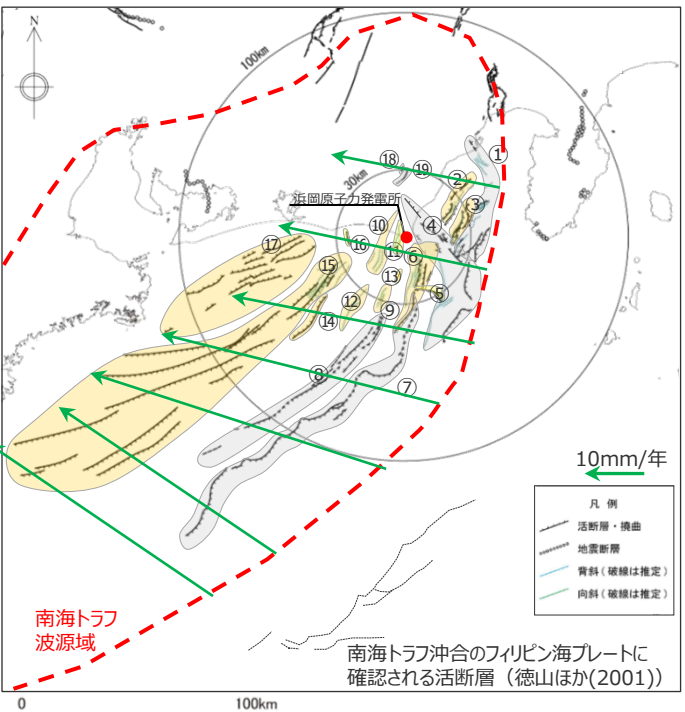 N
100km
30km
浜岡原子力発電所
①
②
③
④
⑤
⑥
⑦
⑧
⑨
⑩
⑪
⑫
⑬
⑭
⑮
⑯
⑰
⑱
⑲
10mm/年
凡 例
活断層・撓曲
地震断層
背斜（破線は推定）
向斜（破線は推定）
南海トラフ
波源域
南海トラフ沖合のフィリピン海プレートに
確認される活断層（徳山ほか(2001)）
0 100km